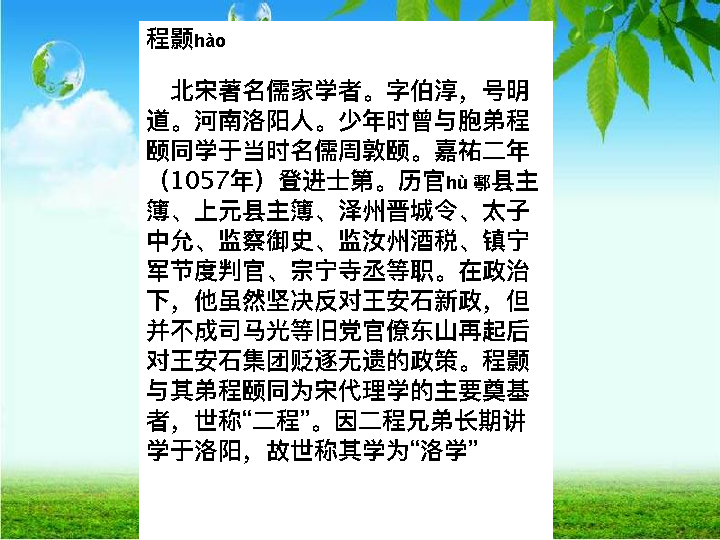 程颢hào
北宋著名儒家学者。字伯淳，号明
道。河南洛阳人。少年时曾与胞弟程
颐同学于当时名儒周敦颐。嘉祐二年
（1057年）登进士第。历官hù 鄠县主
簿、上元县主簿、泽州晋城令、太子
中允、监察御史、监汝州酒税、镇宁
军节度判官、宗宁寺丞等职。在政治
下，他虽然坚决反对王安石新政，但
并不成司马光等旧党官僚东山再起后
对王安石集团贬逐无遗的政策。程颢
与其弟程颐同为宋代理学的主要奠基
者，世称“二程”。因二程兄弟长期讲
学于洛阳，故世称其学为“洛学”